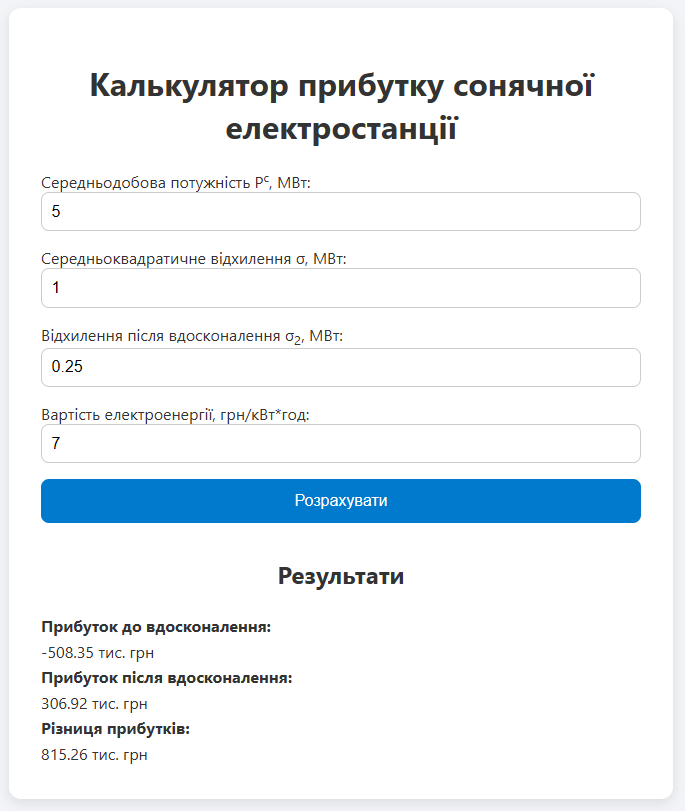 Калькулятор прибутку сонячної
електростанції
Середньодобова потужність Pᶜ, МВт:
5
Середньоквадратичне відхилення σ, МВт:
1
Відхилення після вдосконалення σ₂, МВт:
0.25
Вартість електроенергії, грн/кВт*год:
7
Розрахувати
Результати
Прибуток до вдосконалення:
-508.35 тис. грн
Прибуток після вдосконалення:
306.92 тис. грн
Різниця прибутків:
815.26 тис. грн